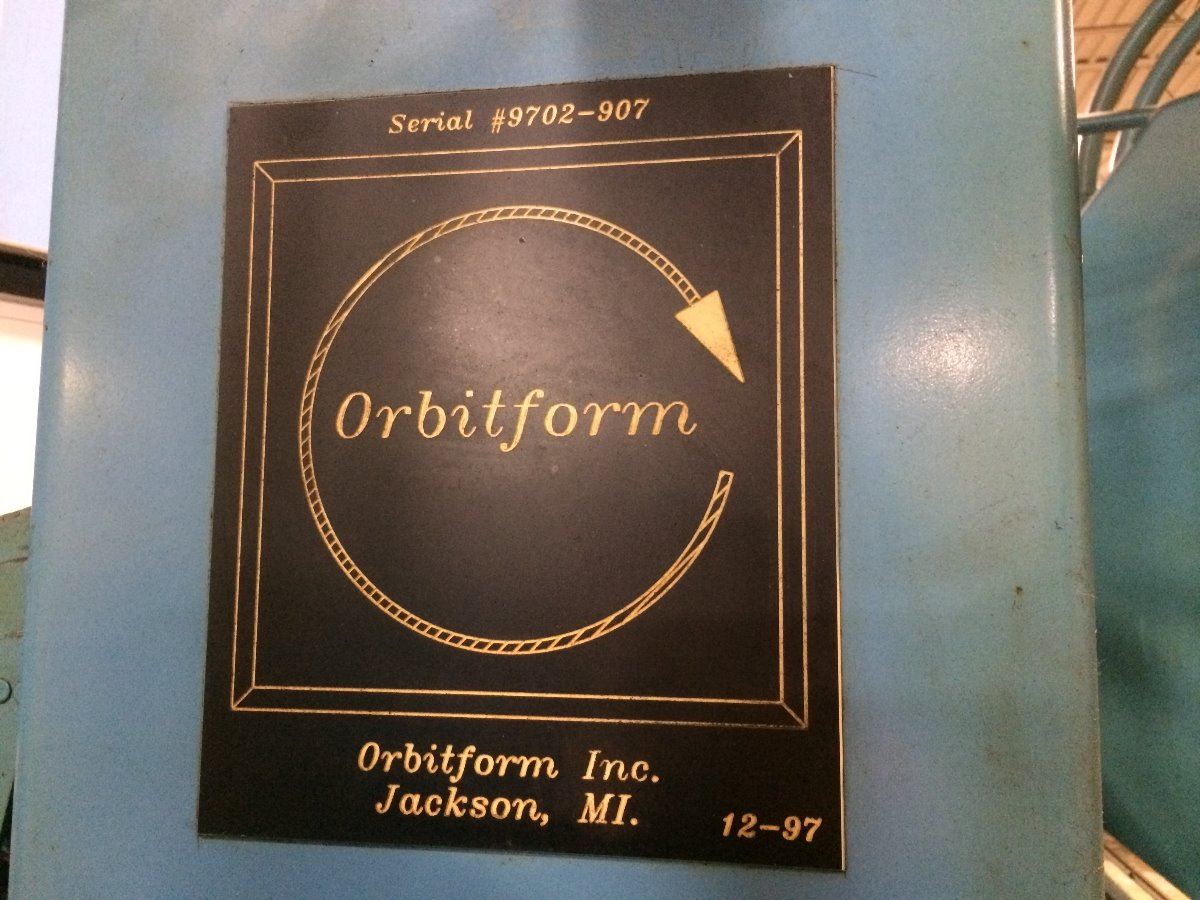 Serial #9702-907
Orbitform
Orbitform Inc.
Jackson, MI.
12-97